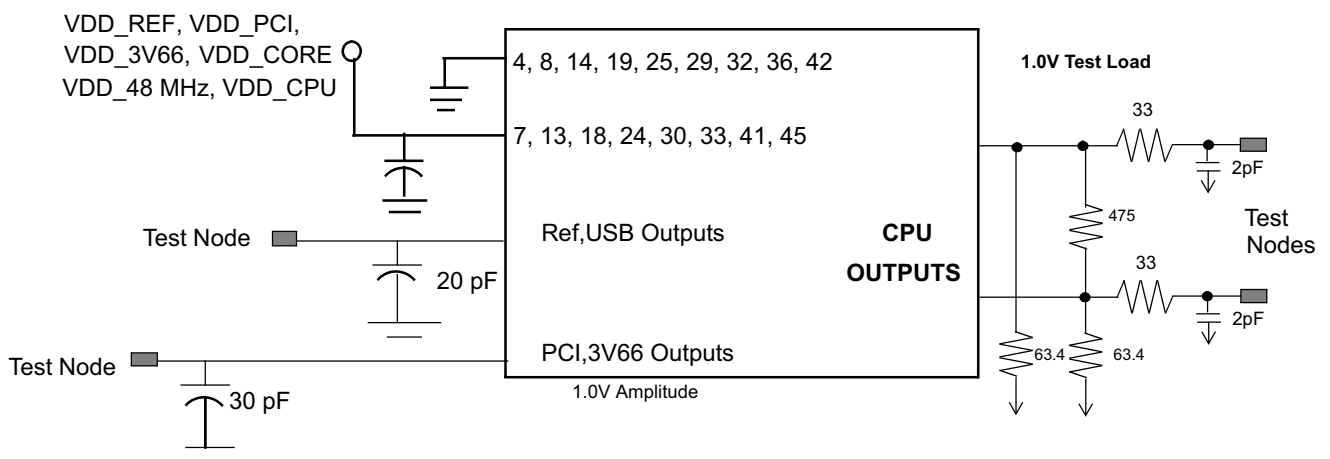 VDD_REF, VDD_PCI,
VDD_3V66, VDD_CORE
VDD_48 MHz, VDD_CPU
4, 8, 14, 19, 25, 29, 32, 36, 42
7, 13, 18, 24, 30, 33, 41, 45
Test Node
Ref,USB Outputs
20 pF
Test Node
PCI,3V66 Outputs
30 pF
1.0V Amplitude
CPU
OUTPUTS
1.0V Test Load
33
2pF
475
Test
Nodes
33
2pF
63.4
63.4